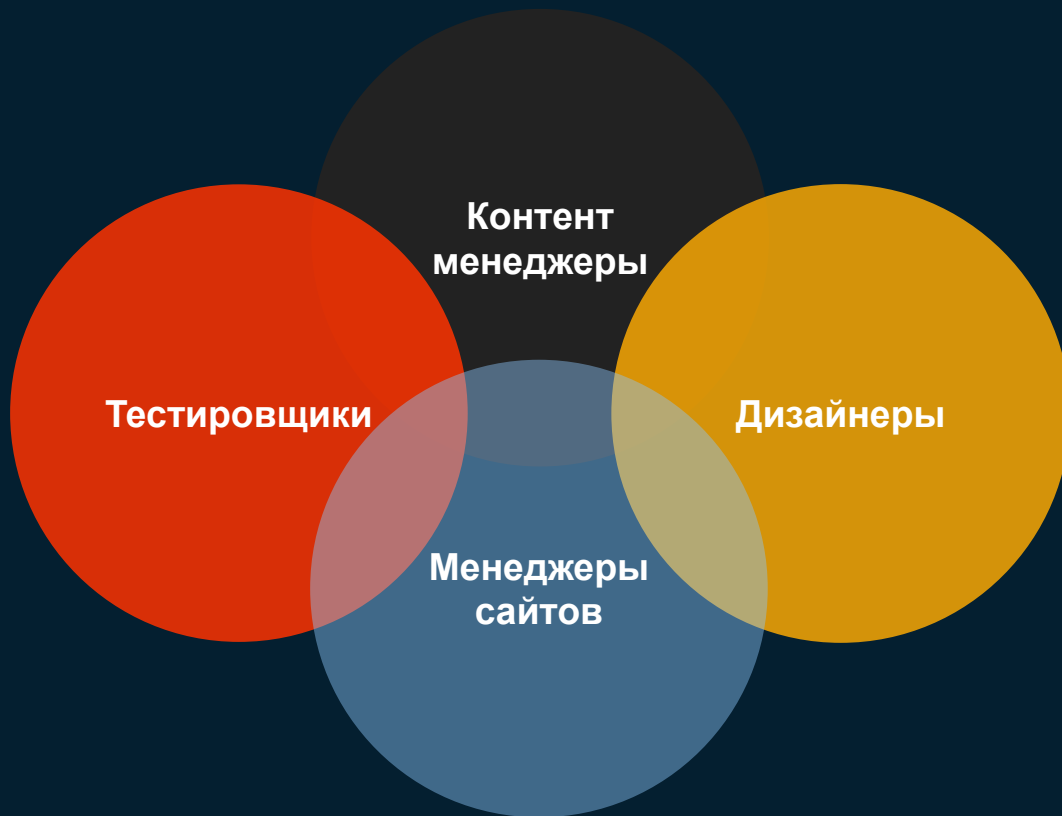 Контент
менеджеры
Тестировщики
Дизайнеры
Менеджеры
сайтов